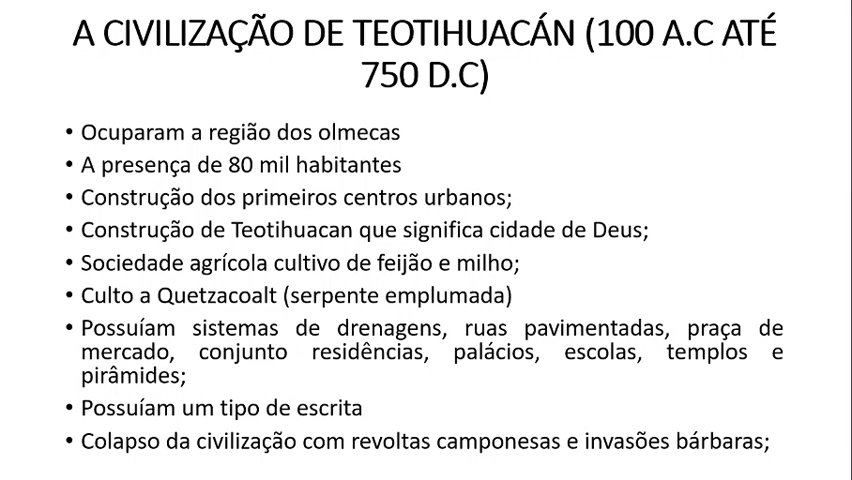 A CIVILIZAÇÃO DE TEOTIHUACÁN (100 A.C ATÉ
750 D.C)
• Ocuparam a região dos olmecas
• A presença de 80 mil habitantes
• Construção dos primeiros centros urbanos;
• Construção de Teotihuacan que significa cidade de Deus;
• Sociedade agrícola cultivo de feijão e milho;
• Culto a Quetzacoalt (serpente emplumada)
• Possuíam sistemas de drenagens, ruas pavimentadas, praça de
mercado, conjunto residências, palácios, escolas, templos e
pirâmides;
• Possuíam um tipo de escrita
• Colapso da civilização com revoltas camponesas e invasões bárbaras;